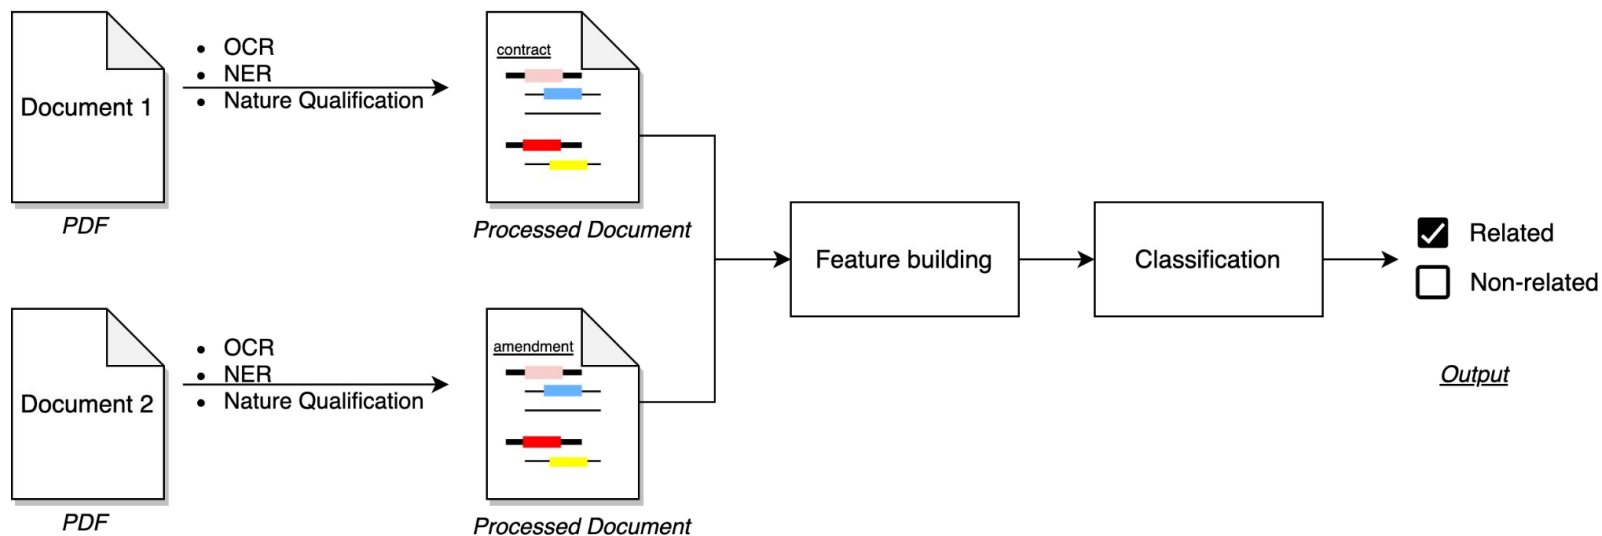 Document 1
PDF
• OCR
• NER
• Nature Qualification
contract
Processed Document
Document 2
PDF
• OCR
• NER
• Nature Qualification
amendment
Processed Document
Feature building
Classification
Related
Non-related
Output